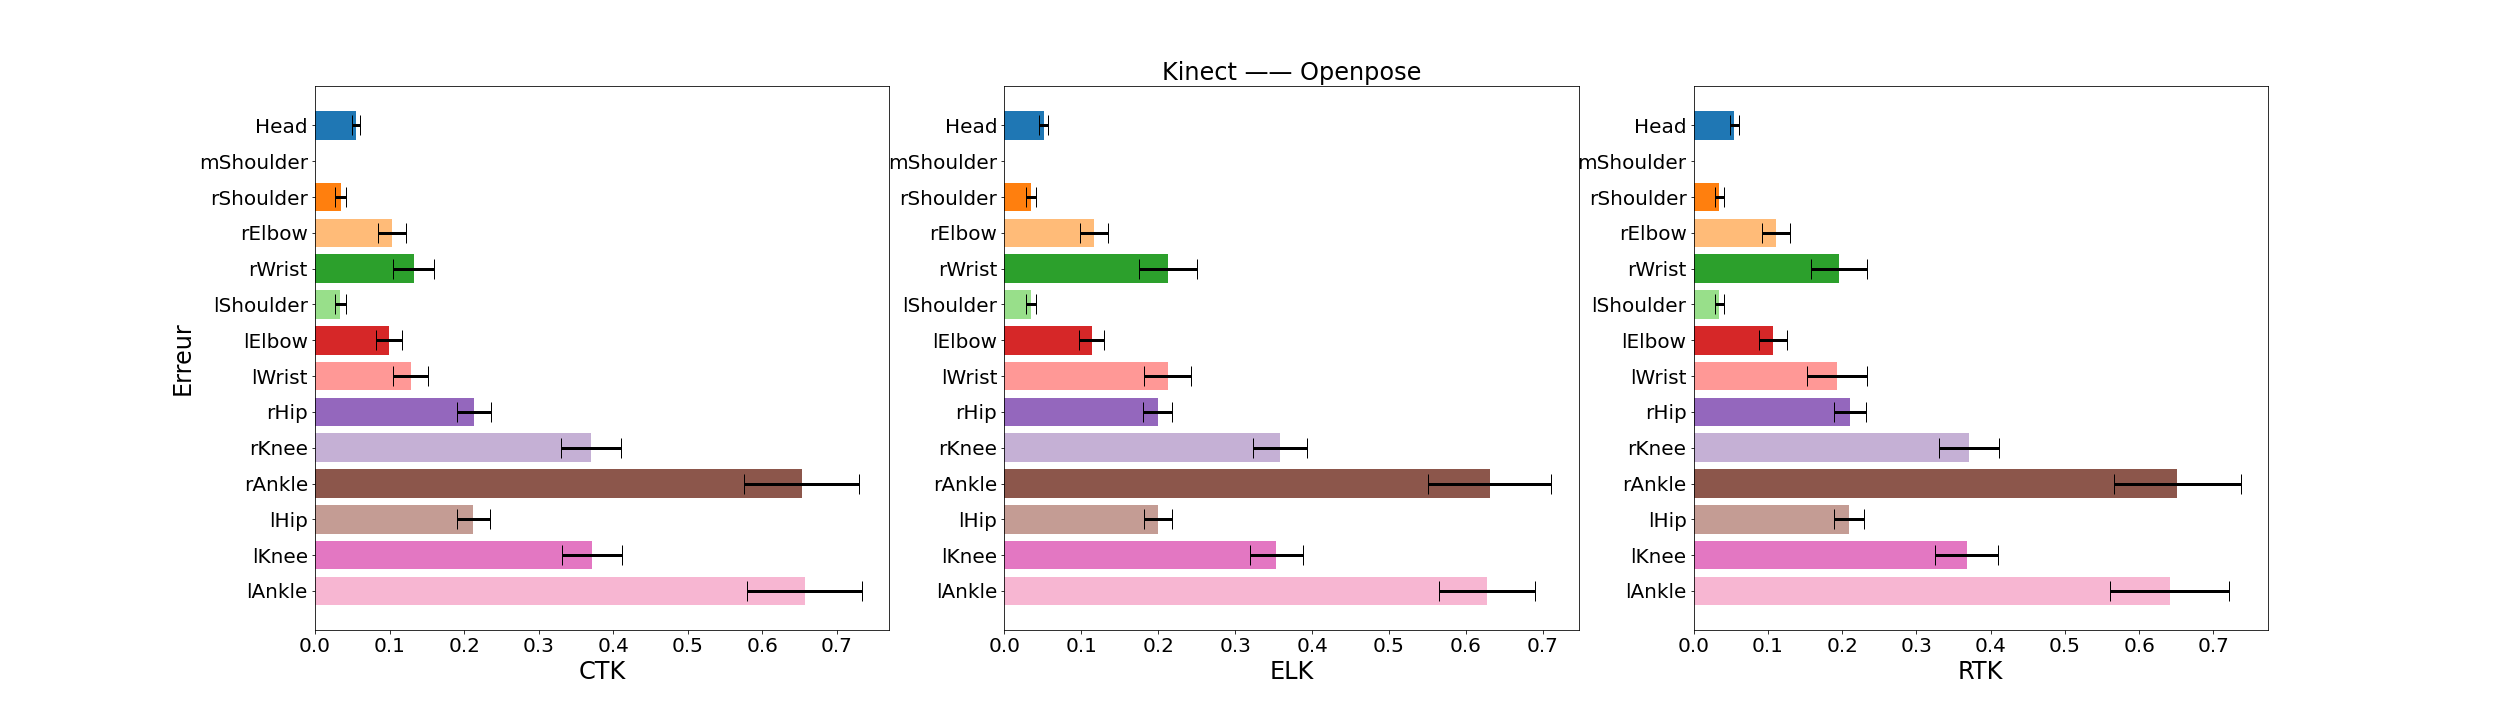 Kinect —— Openpose
Erreur
Head
mShoulder
rShoulder
rElbow
rWrist
lShoulder
lElbow
lWrist
rHip
rKnee
rAnkle
lHip
lKnee
lAnkle
0.0 0.1 0.2 0.3 0.4 0.5 0.6 0.7
CTK
Head
mShoulder
rShoulder
rElbow
rWrist
lShoulder
lElbow
lWrist
rHip
rKnee
rAnkle
lHip
lKnee
lAnkle
0.0 0.1 0.2 0.3 0.4 0.5 0.6 0.7
ELK
Head
mShoulder
rShoulder
rElbow
rWrist
lShoulder
lElbow
lWrist
rHip
rKnee
rAnkle
lHip
lKnee
lAnkle
0.0 0.1 0.2 0.3 0.4 0.5 0.6 0.7
RTK